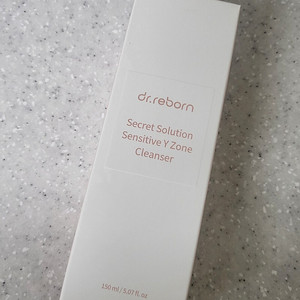 dr.reborn
Secret Solution
Sensitive Y Zone
Cleanser
150 ml / 5.07 fl.oz